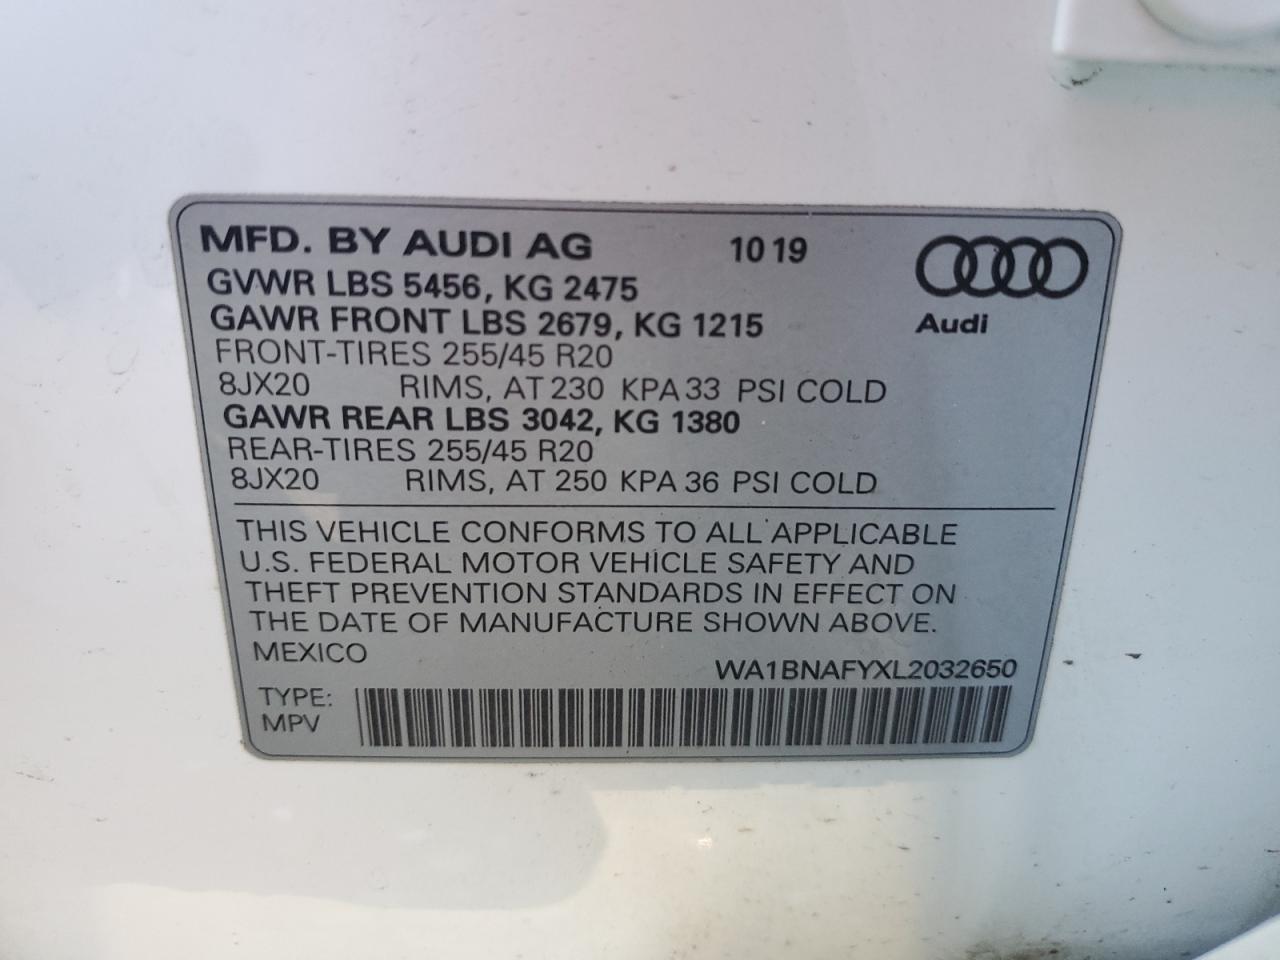 MFD. BY AUDI AG 10 19
GVWR LBS 5456, KG 2475
GAWR FRONT LBS 2679, KG 1215
Audi
FRONT-TIRES 255/45 R20
8JX20 RIMS, AT 230 KPA 33 PSI COLD
GAWR REAR LBS 3042, KG 1380
REAR-TIRES 255/45 R20
8JX20 RIMS, AT 250 KPA 36 PSI COLD
THIS VEHICLE CONFORMS TO ALL APPLICABLE
U.S. FEDERAL MOTOR VEHICLE SAFETY AND
THEFT PREVENTION STANDARDS IN EFFECT ON
THE DATE OF MANUFACTURE SHOWN ABOVE.
MEXICO
WA1BNAFYXL2032650
TYPE:
MPV